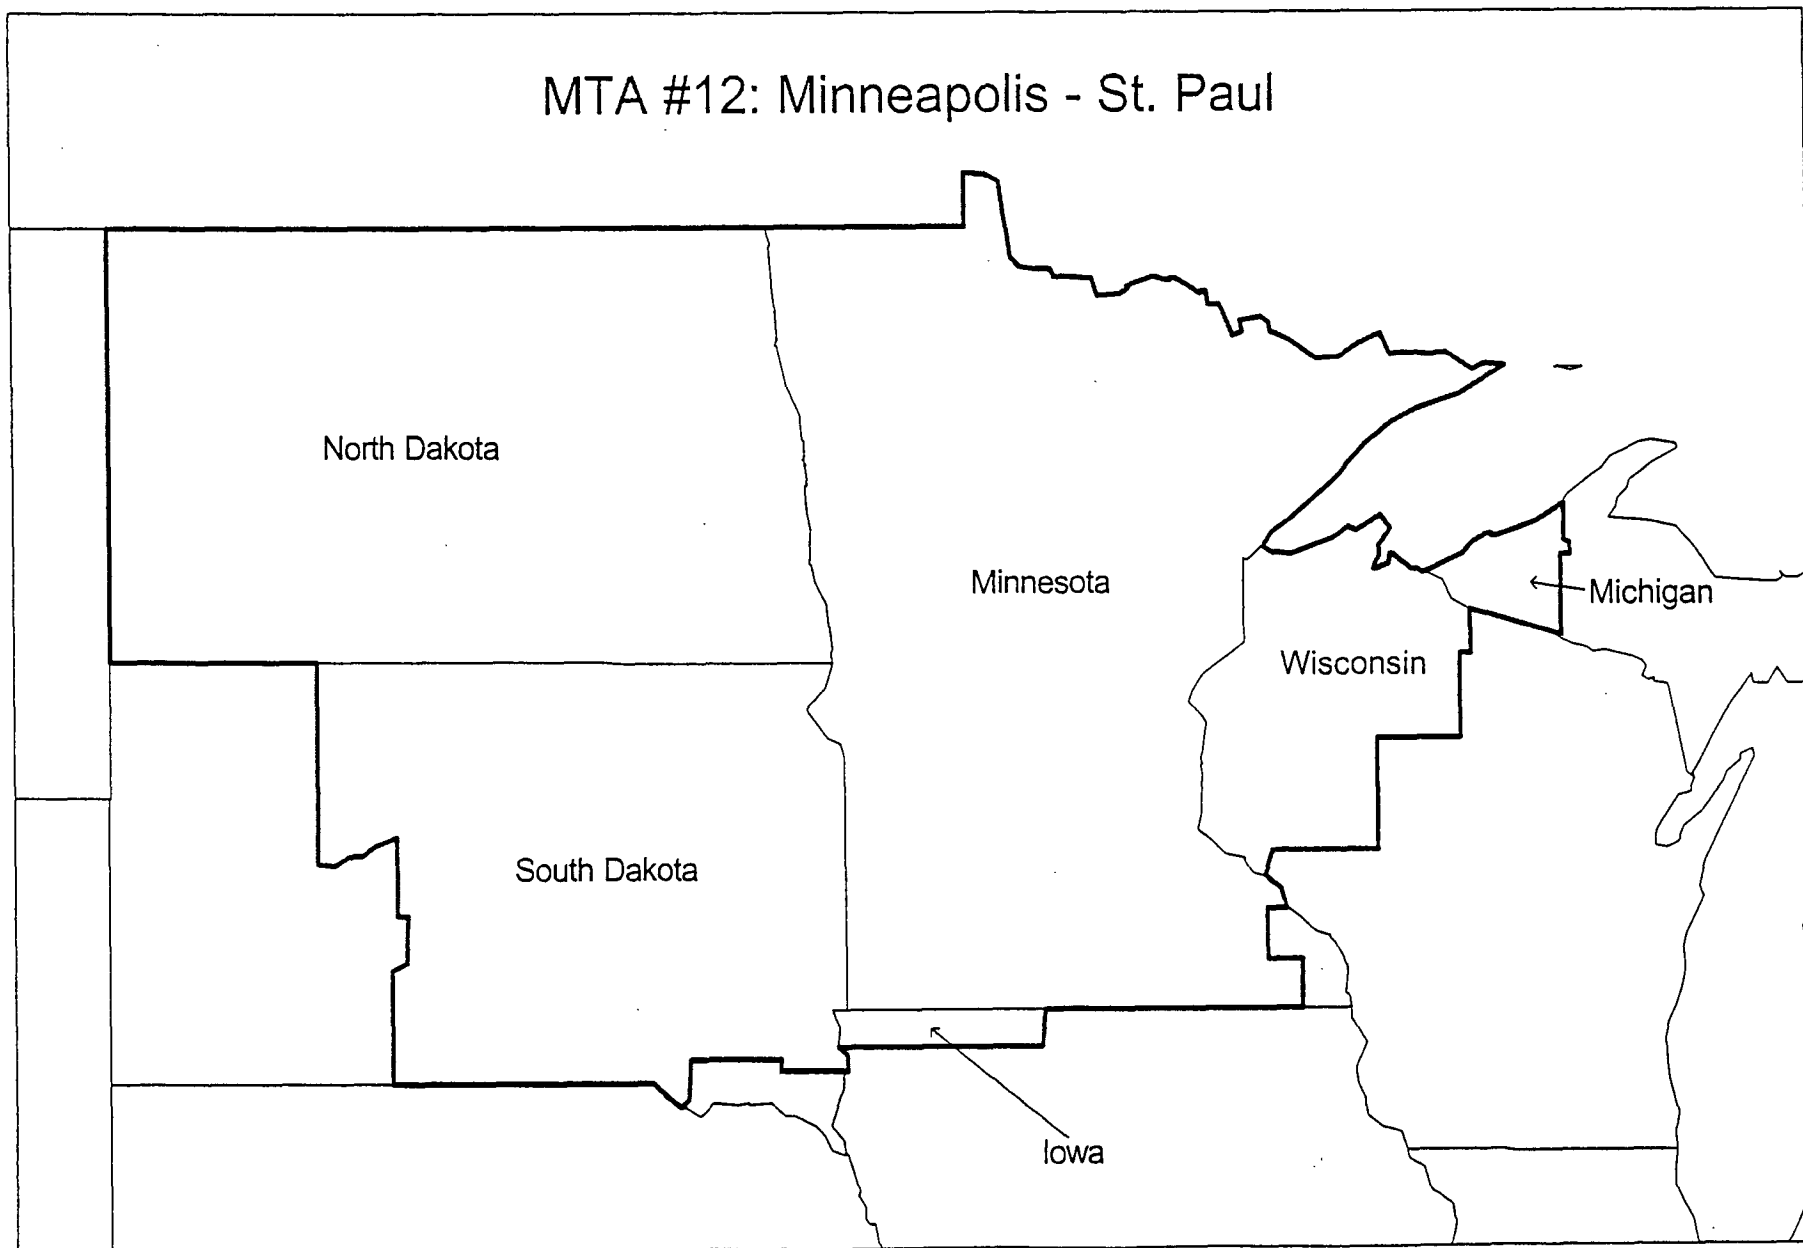 MTA #12: Minneapolis - St. Paul
North Dakota
Minnesota
Michigan
Wisconsin
South Dakota
Iowa